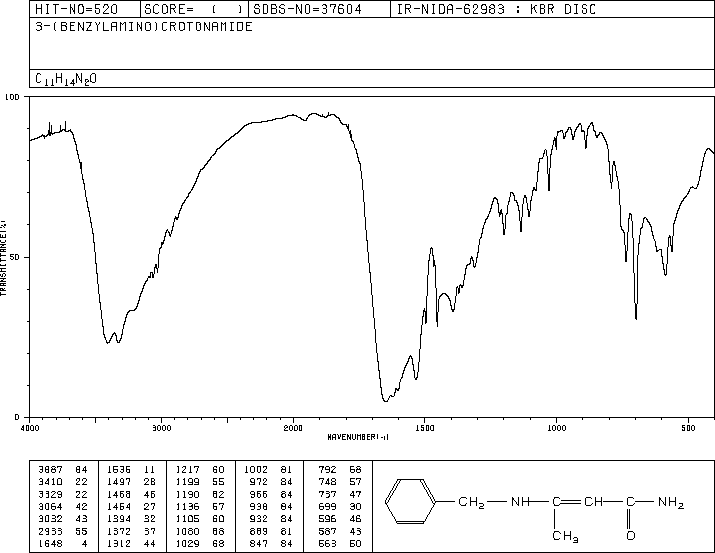 HIT-NO=520 SCORE= ( ) SDBS-NO=37604 IR-NIDA-62983 : KBR DISC
3-(BENZYLAMINO)CROTONAMIDE
C11H14N2O
100
50
0
TRANSMITTANCE(%)
4000 3000 2000 1500 1000 500
WAVENUMBER(-1)
3887 84 1536 11 1217 60 1002 81 792 68
3410 22 1497 28 1199 55 972 84 748 57
3329 22 1468 46 1190 62 966 84 737 47
3064 42 1454 27 1136 57 938 84 699 30
3032 43 1394 32 1105 60 932 84 596 46
2933 55 1372 37 1080 68 889 81 587 43
1648 4 1312 44 1029 68 847 84 563 50
CH2 NH C CH C NH2
CH3 O